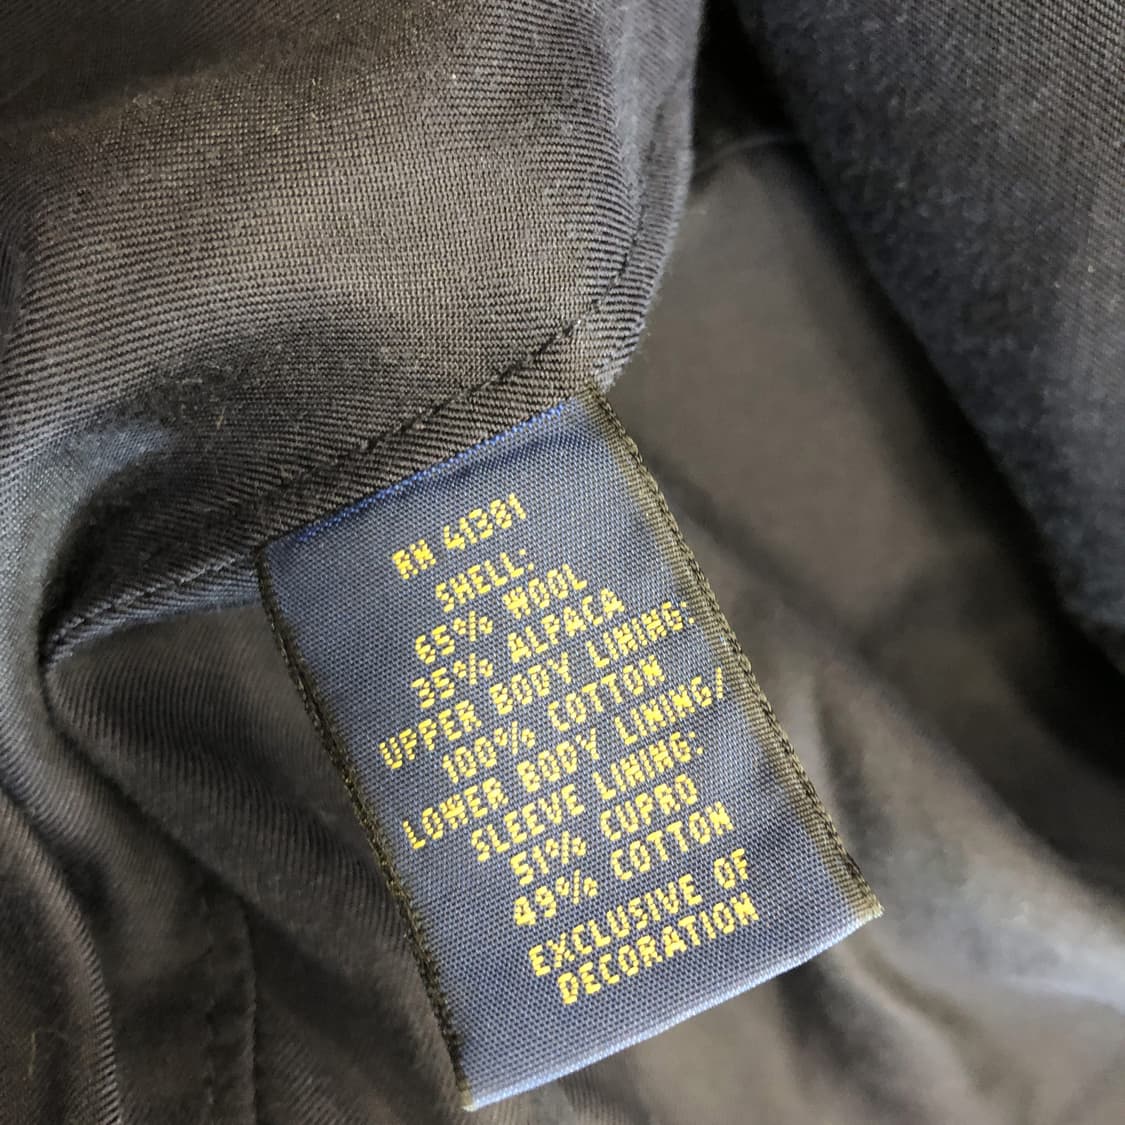 RN 41381
SHELL:
65% WOOL
35% ALPACA
UPPER BODY LINING:
100% COTTON
LOWER BODY LINING/
SLEEVE LINING:
51% CUPRO
49% COTTON
EXCLUSIVE OF
DECORATION